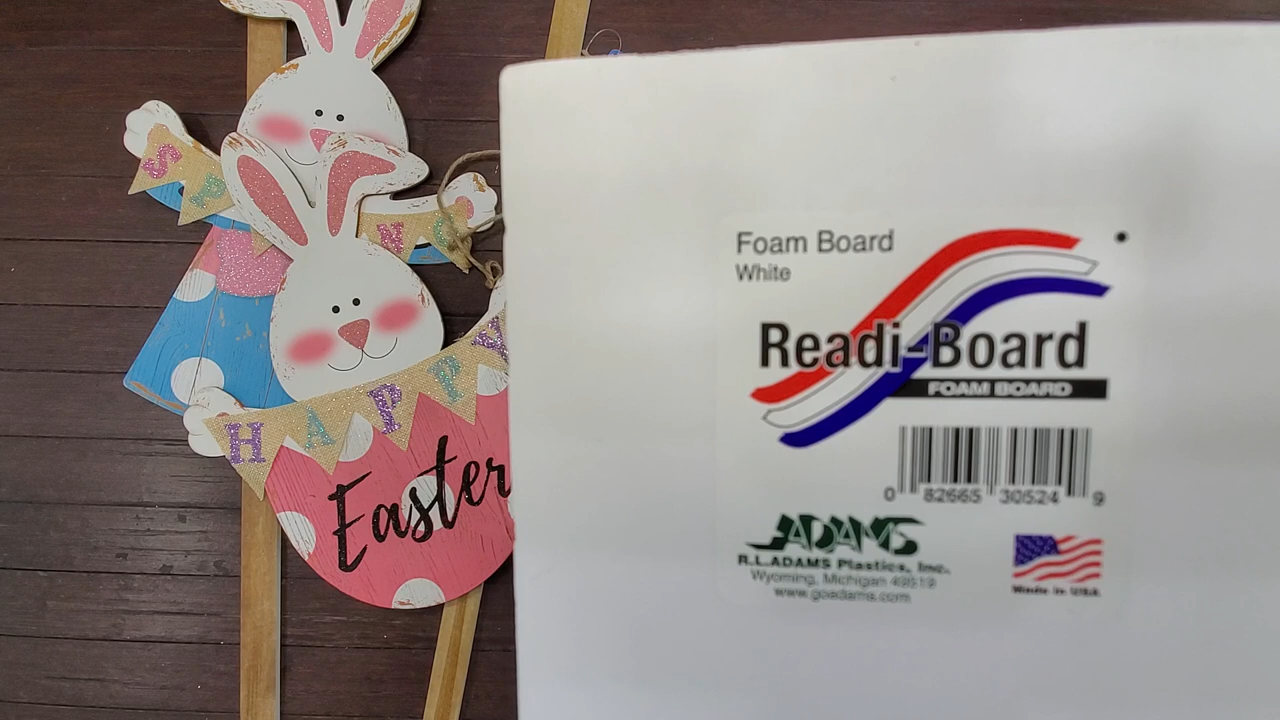 SP NG
HAPPY
Easter
Foam Board
White
Readi-Board
FOAM BOARD
0 82665 30524 9
ADAMS
R.L.ADAMS Plastics, Inc.
Wyoming, Michigan 49519
www.goadams.com
Made in USA